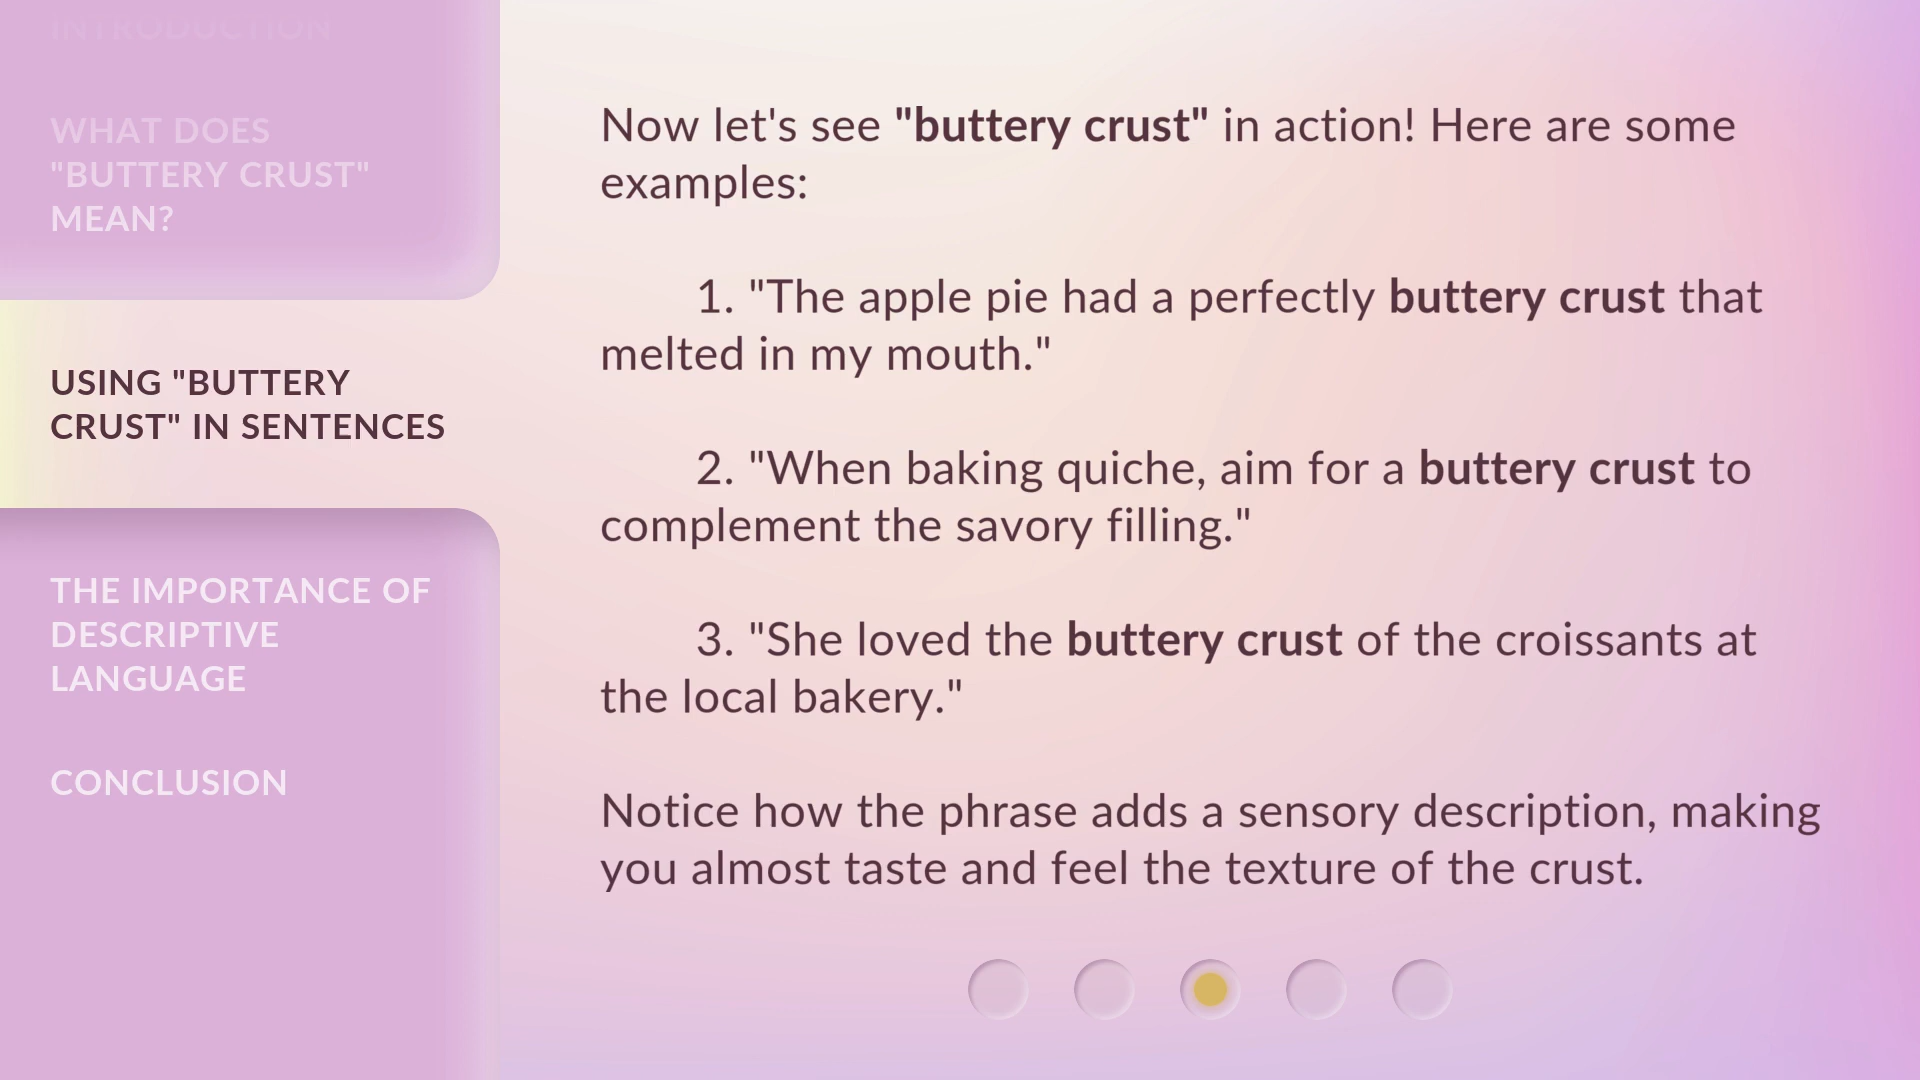 INTRODUCTION
WHAT DOES
"BUTTERY CRUST"
MEAN?
USING "BUTTERY
CRUST" IN SENTENCES
THE IMPORTANCE OF
DESCRIPTIVE
LANGUAGE
CONCLUSION
Now let's see "buttery crust" in action! Here are some
examples:
1. "The apple pie had a perfectly buttery crust that
melted in my mouth."
2. "When baking quiche, aim for a buttery crust to
complement the savory filling."
3. "She loved the buttery crust of the croissants at
the local bakery."
Notice how the phrase adds a sensory description, making
you almost taste and feel the texture of the crust.